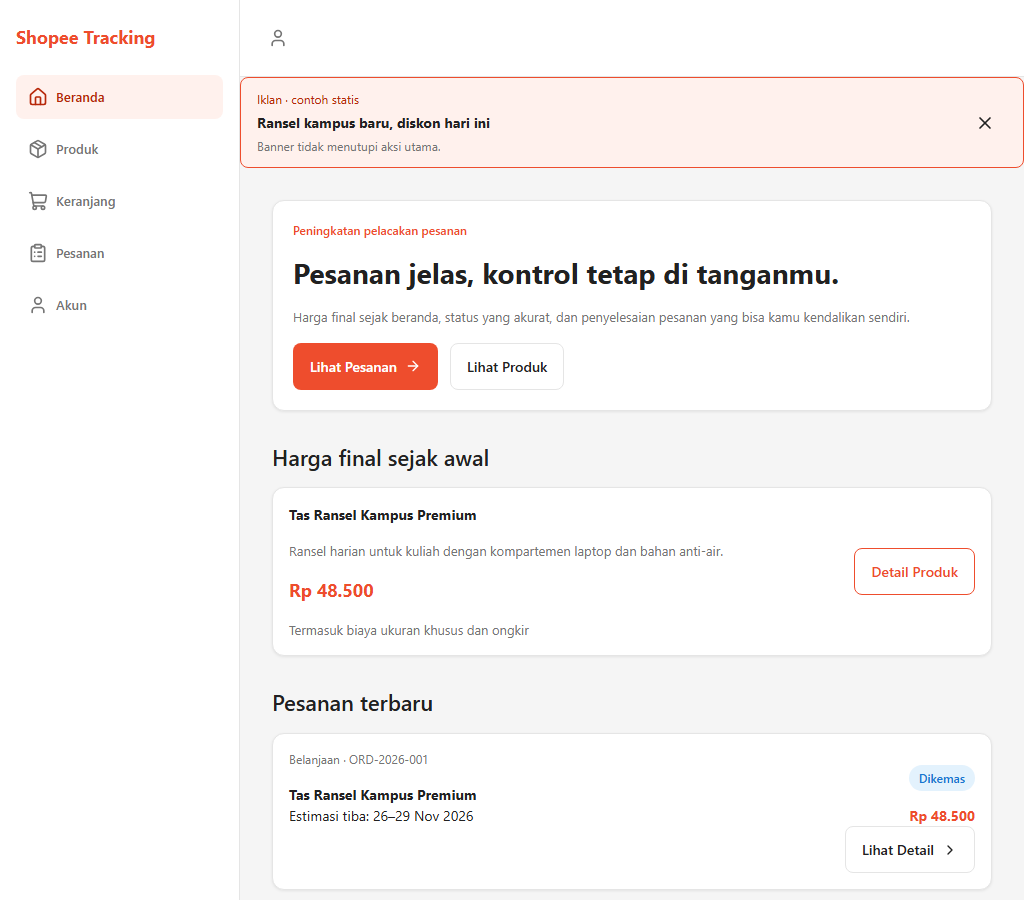 Shopee Tracking
Beranda
Produk
Keranjang
Pesanan
Akun
Iklan · contoh statis
Ransel kampus baru, diskon hari ini
Banner tidak menutupi aksi utama.
Peningkatan pelacakan pesanan
Pesanan jelas, kontrol tetap di tanganmu.
Harga final sejak beranda, status yang akurat, dan penyelesaian pesanan yang bisa kamu kendalikan sendiri.
Lihat Pesanan
Lihat Produk
Harga final sejak awal
Tas Ransel Kampus Premium
Ransel harian untuk kuliah dengan kompartemen laptop dan bahan anti-air.
Rp 48.500
Termasuk biaya ukuran khusus dan ongkir
Detail Produk
Pesanan terbaru
Belanjaan · ORD-2026-001
Tas Ransel Kampus Premium
Estimasi tiba: 26–29 Nov 2026
Dikemas
Rp 48.500
Lihat Detail